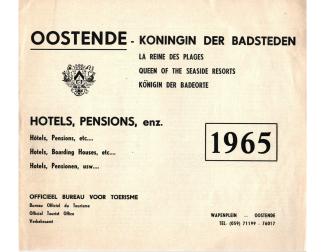 OOSTENDE - KONINGIN DER BADSTEDEN
LA REINE DES PLAGES
QUEEN OF THE SEASIDE RESORTS
KÖNIGIN DER BADEORTE
HOTELS, PENSIONS, enz.
Hôtels, Pensions, etc...
Hotels, Boarding Houses, etc...
Hotels, Pensionen, usw...
1965
OFFICIEEL BUREAU VOOR TOERISME
Bureau Officiel du Tourisme
Official Tourist Office
Verkehrsamt
WAPENPLEIN - OOSTENDE
TEL. (059) 71199 - 76017